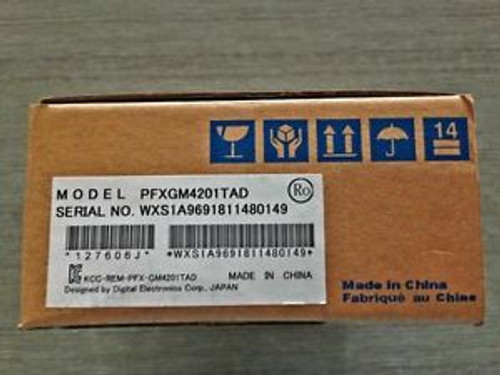 14
MODEL PFXGM4201TAD
Ro
SERIAL NO. WXS1A9691811480149
*127606J*
*WXS1A9691811480149*
KCC-REM-PFX-GM4201TAD MADE IN CHINA
Designed by Digital Electronics Corp., JAPAN
Made in China
Fabriqué au Chine